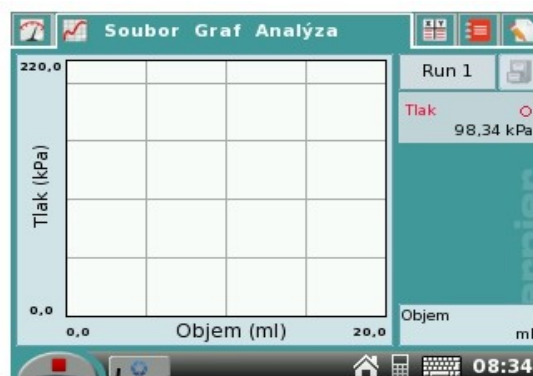 Soubor Graf Analýza
X Y
220,0
Tlak (kPa)
0,0
0,0
Objem (ml)
20,0
Run 1
Tlak
98,34 kPa
Objem
ml
08:34